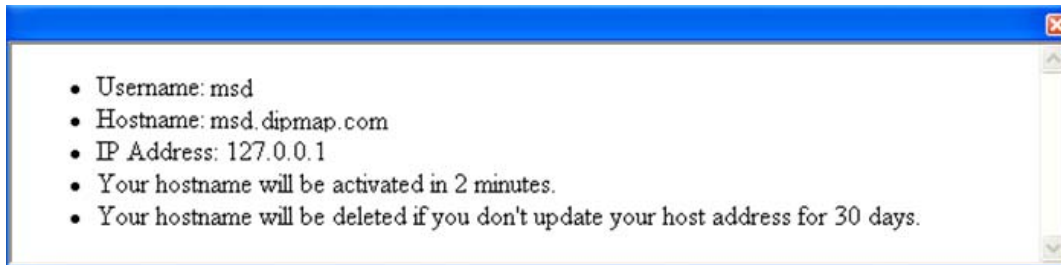 Username: msd
Hostname: msd.dipmap.com
IP Address: 127.0.0.1
Your hostname will be activated in 2 minutes.
Your hostname will be deleted if you don't update your host address for 30 days.